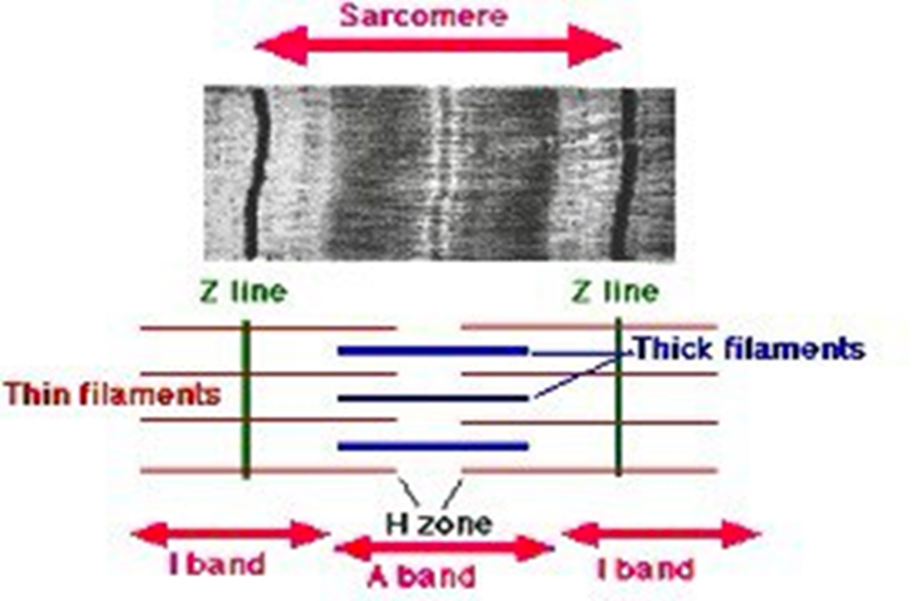 Sarcomere
Z line
Z line
Thick filaments
Thin filaments
H zone
I band
A band
I band